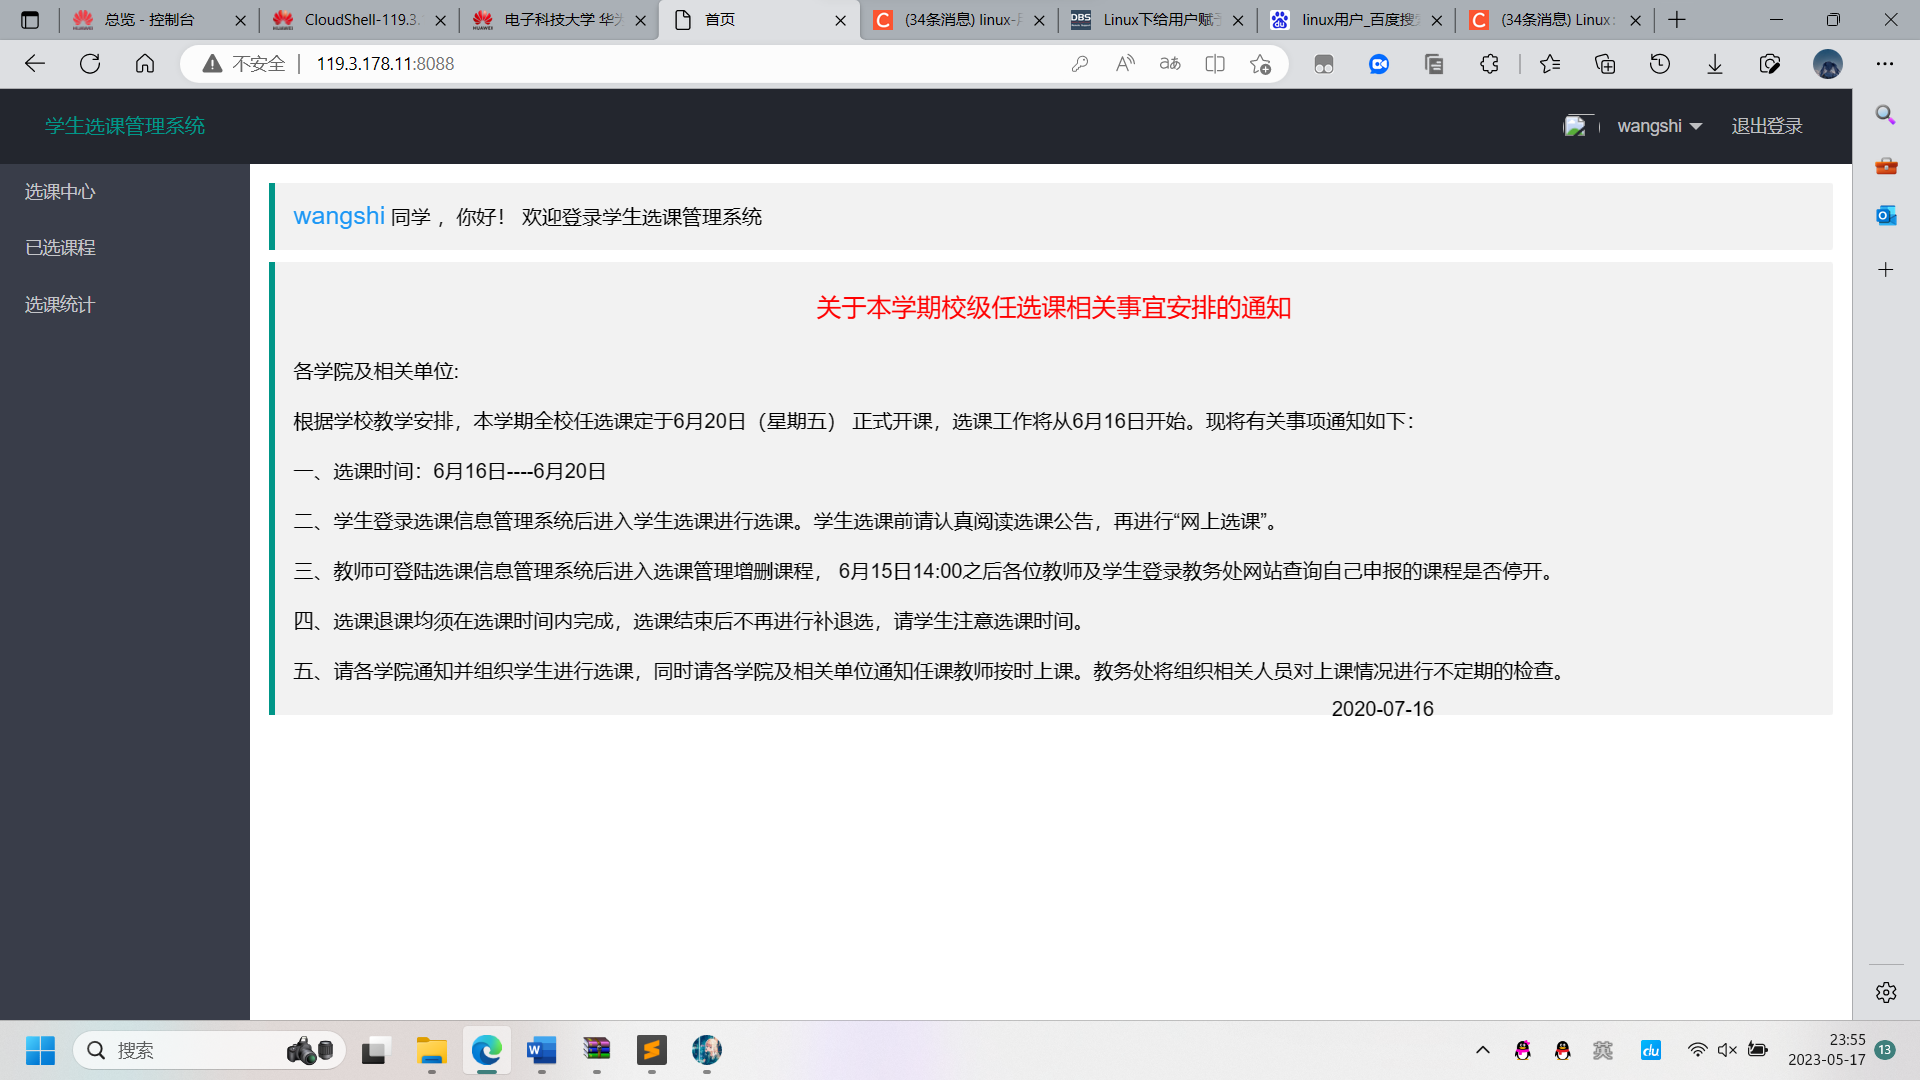 总览 - 控制台
CloudShell-119.3.
电子科技大学 华为
首页
(34条消息) linux-
Linux下给用户赋
linux用户_百度搜
(34条消息) Linux
不安全
119.3.178.11:8088
学生选课管理系统
wangshi
退出登录
选课中心
已选课程
选课统计
wangshi 同学 ，你好！ 欢迎登录学生选课管理系统
关于本学期校级任选课相关事宜安排的通知
各学院及相关单位:
根据学校教学安排，本学期全校任选课定于6月20日（星期五） 正式开课，选课工作将从6月16日开始。现将有关事项通知如下：
一、选课时间：6月16日----6月20日
二、学生登录选课信息管理系统后进入学生选课进行选课。学生选课前请认真阅读选课公告，再进行“网上选课”。
三、教师可登陆选课信息管理系统后进入选课管理增删课程， 6月15日14:00之后各位教师及学生登录教务处网站查询自己申报的课程是否停开。
四、选课退课均须在选课时间内完成，选课结束后不再进行补退选，请学生注意选课时间。
五、请各学院通知并组织学生进行选课，同时请各学院及相关单位通知任课教师按时上课。教务处将组织相关人员对上课情况进行不定期的检查。
2020-07-16
搜索
英
du
23:55
2023-05-17
13